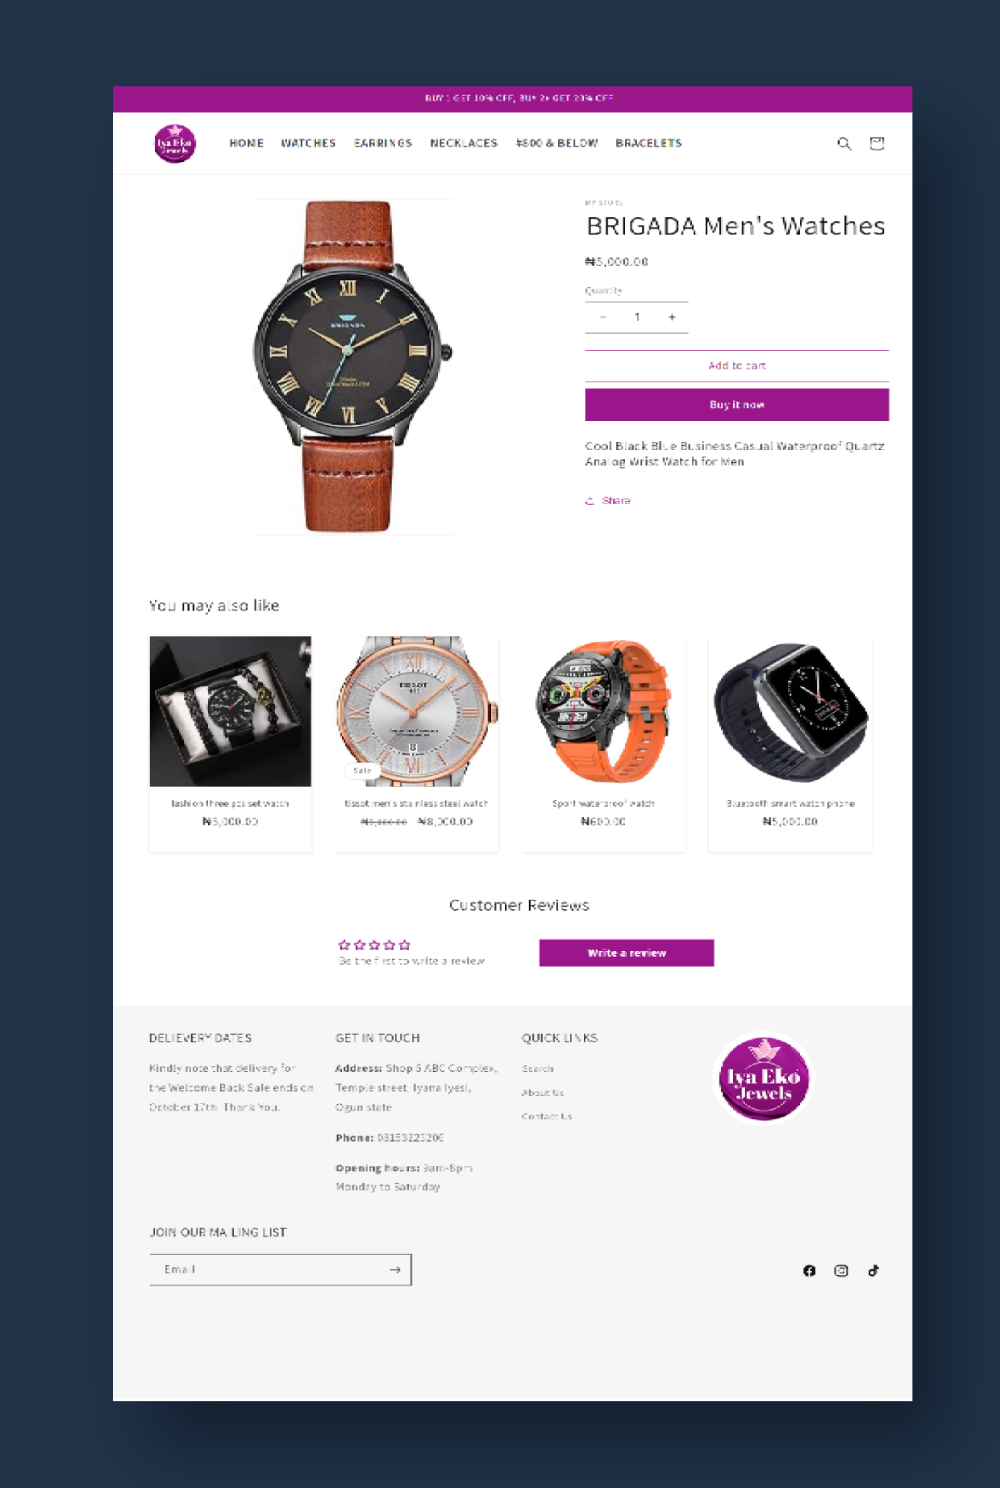 BUY 1 GET 10% OFF, BUY 2+ GET 20% OFF
Iya Eko
Jewels
HOME WATCHES EARRINGS NECKLACES ₦800 & BELOW BRACELETS
MY STORE
BRIGADA Men's Watches
₦5,000.00
Quantity
− 1 +
Add to cart
Buy it now
Cool Black Blue Business Casual Waterproof Quartz
Analog Wrist Watch for Men
Share
BRIGADA
You may also like
TISSOT
Sale
fashion three pcs set watch
₦5,000.00
tissot men's stainless steel watch
₦8,000.00
Sport waterproof watch
₦600.00
Bluetooth smart watch phone
₦5,000.00
Customer Reviews
Be the first to write a review
Write a review
DELIEVERY DATES
Kindly note that delivery for
the Welcome Back Sale ends on
October 17th. Thank You.
GET IN TOUCH
Address: Shop 5 ABC Complex,
Temple street, Iyana Iyesi,
Ogun state
Phone: 08153223206
Opening hours: 9am-8pm
Monday to Saturday
QUICK LINKS
Search
About Us
Contact Us
Iya Eko
Jewels
JOIN OUR MAILING LIST
Email